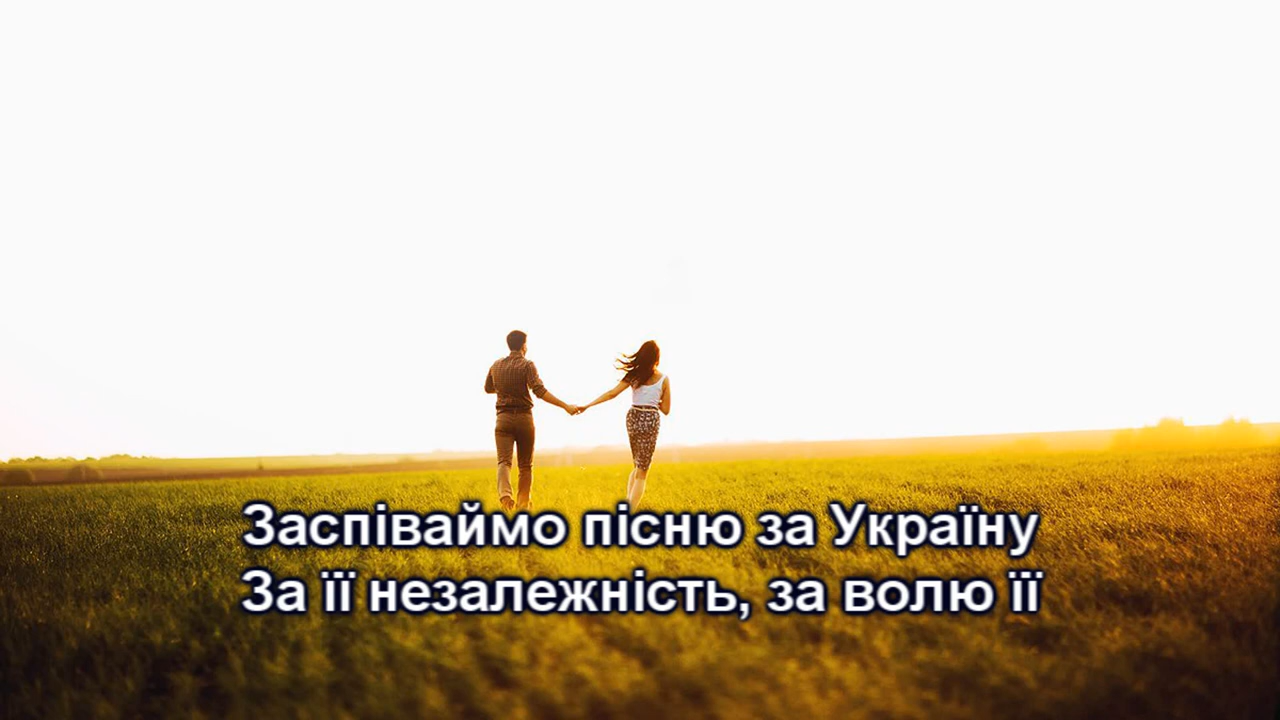 Заспіваймо пісню за Україну
За її незалежність, за волю її